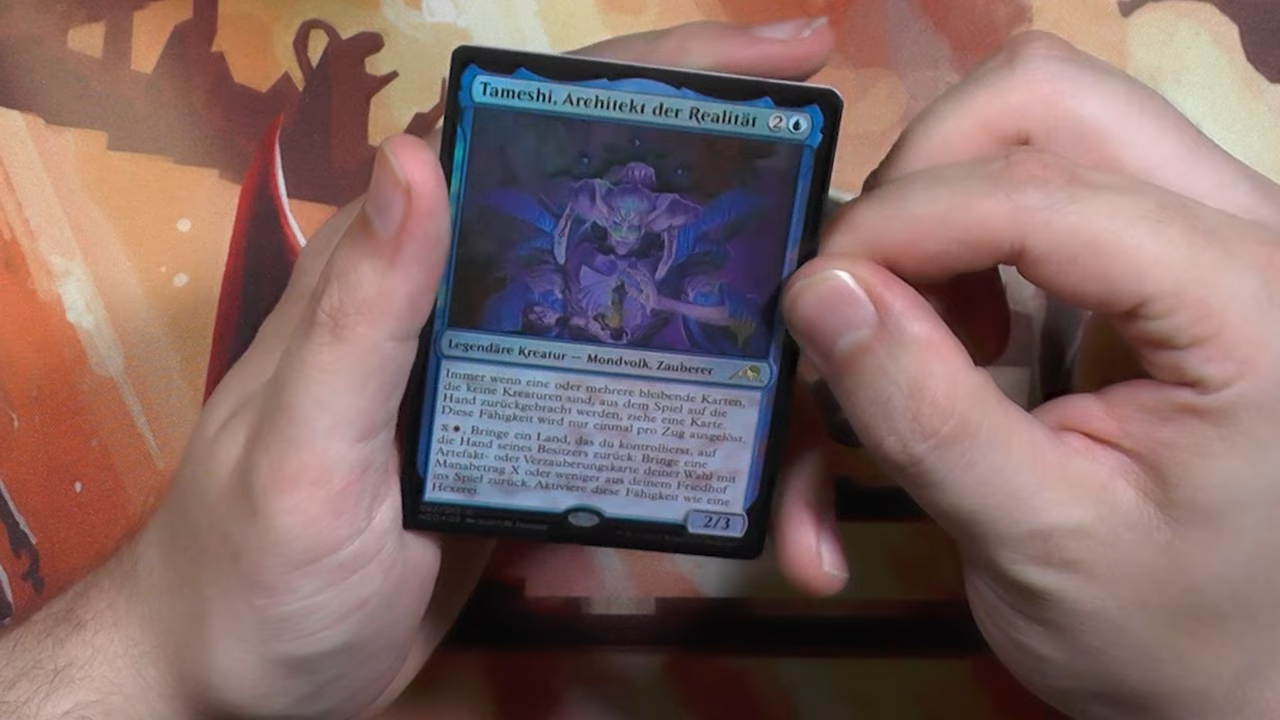 Tameshi, Architekt der Realität 2
Legendäre Kreatur — Mondvolk, Zauberer
Immer wenn eine oder mehrere bleibende Karten,
die keine Kreaturen sind, aus dem Spiel auf die
Hand zurückgebracht werden, ziehe eine Karte.
Diese Fähigkeit wird nur einmal pro Zug ausgelöst.
X, Bringe ein Land, das du kontrollierst, auf
die Hand seines Besitzers zurück: Bringe eine
Artefakt- oder Verzauberungskarte deiner Wahl mit
Manabetrag X oder weniger aus deinem Friedhof
ins Spiel zurück. Aktiviere diese Fähigkeit wie eine
Hexerei.
2/3